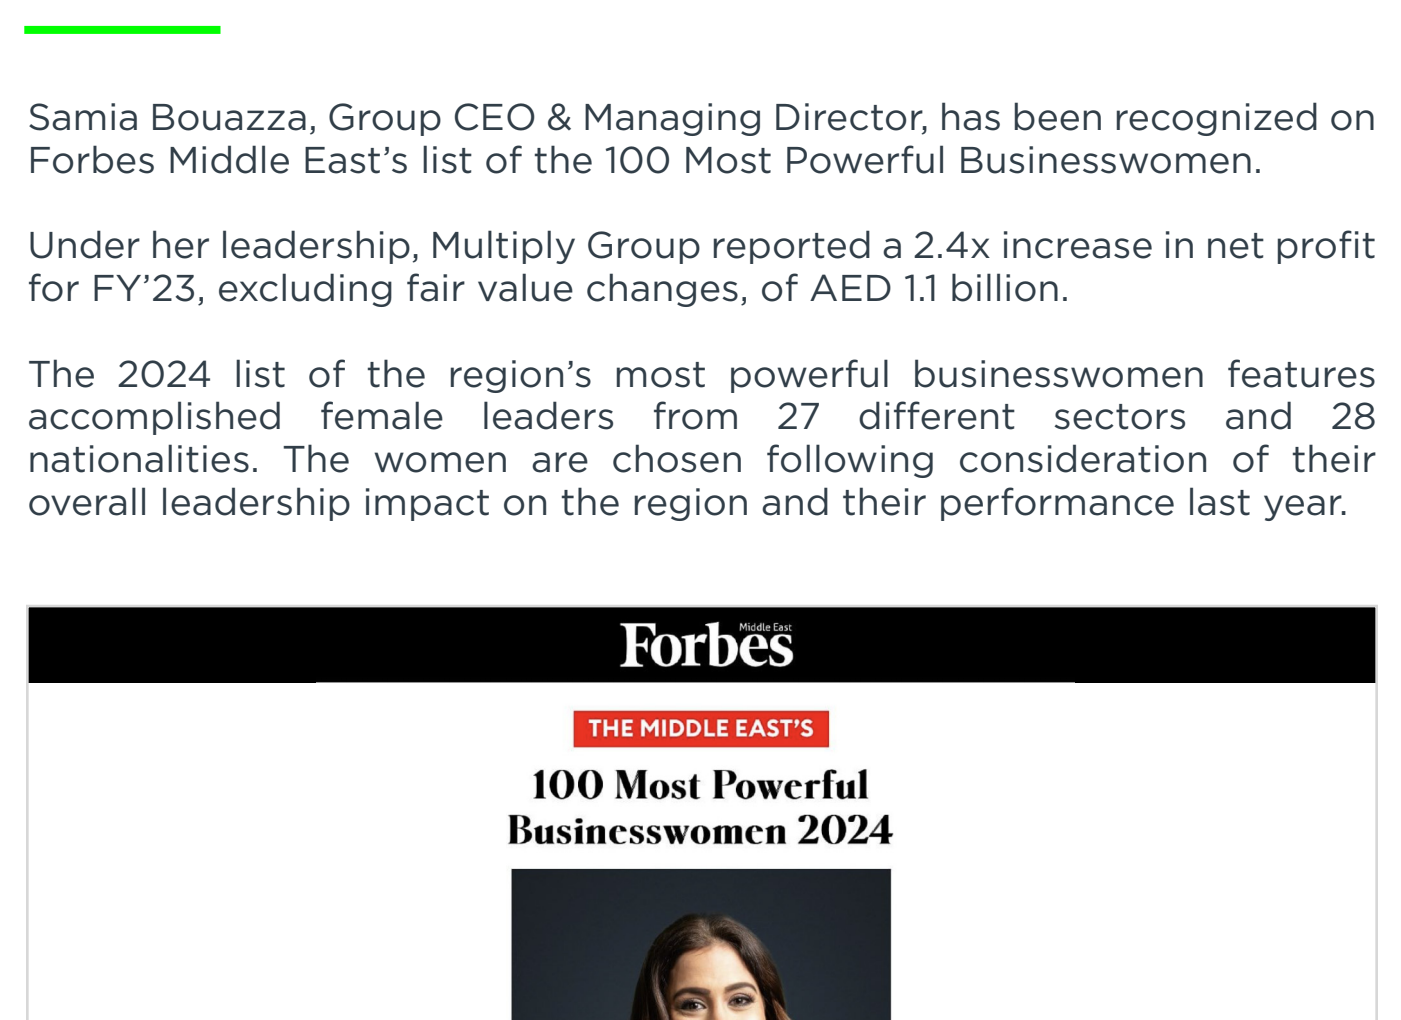 Samia Bouazza, Group CEO & Managing Director, has been recognized on
Forbes Middle East’s list of the 100 Most Powerful Businesswomen.
Under her leadership, Multiply Group reported a 2.4x increase in net profit
for FY’23, excluding fair value changes, of AED 1.1 billion.
The 2024 list of the region’s most powerful businesswomen features
accomplished female leaders from 27 different sectors and 28
nationalities. The women are chosen following consideration of their
overall leadership impact on the region and their performance last year.
Middle East
Forbes
THE MIDDLE EAST’S
100 Most Powerful
Businesswomen 2024